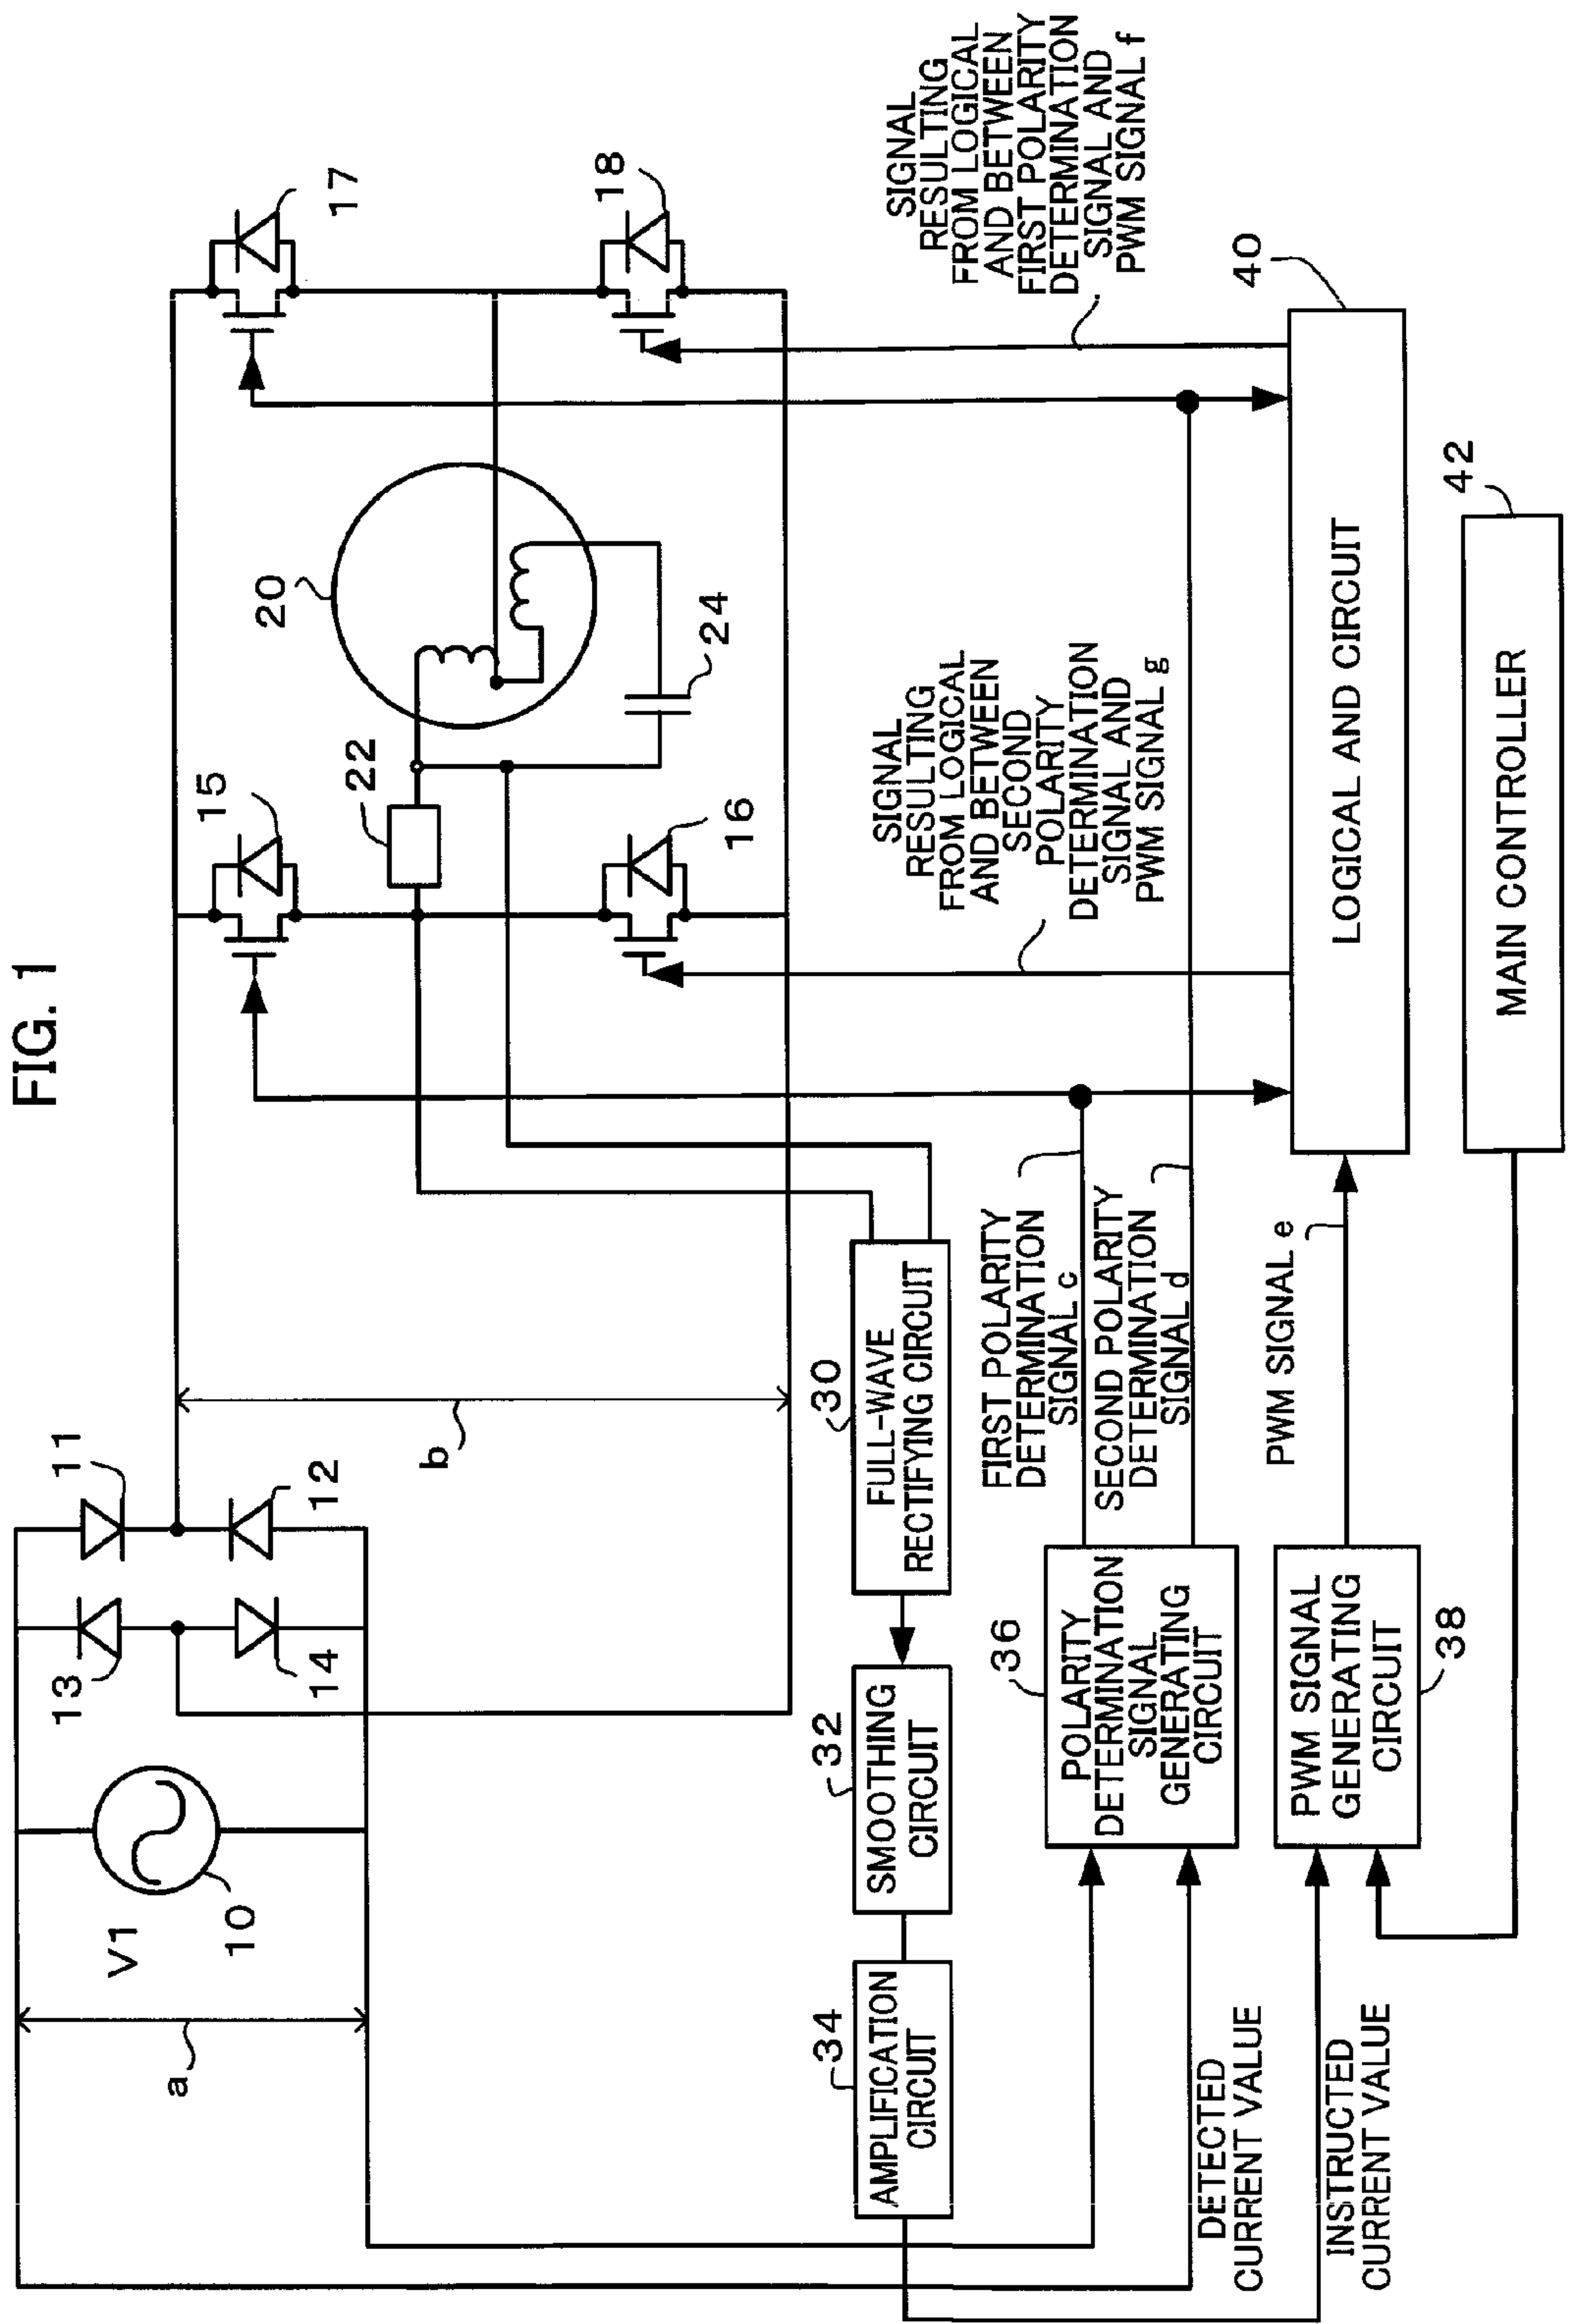 FIG. 1
V1
10
a
13
14
11
12
b
15
16
22
20
24
17
18
34
AMPLIFICATION
CIRCUIT
32
SMOOTHING
CIRCUIT
30
FULL-WAVE
RECTIFYING CIRCUIT
36
POLARITY
DETERMINATION
SIGNAL
GENERATING
CIRCUIT
FIRST POLARITY
DETERMINATION
SIGNAL c
SECOND POLARITY
DETERMINATION
SIGNAL d
SIGNAL
RESULTING
FROM LOGICAL
AND BETWEEN
SECOND
POLARITY
DETERMINATION
SIGNAL AND
PWM SIGNAL g
SIGNAL
RESULTING
FROM LOGICAL
AND BETWEEN
FIRST POLARITY
DETERMINATION
SIGNAL AND
PWM SIGNAL f
DETECTED
CURRENT VALUE
INSTRUCTED
CURRENT VALUE
PWM SIGNAL
GENERATING
CIRCUIT
38
PWM SIGNAL e
LOGICAL AND CIRCUIT
40
MAIN CONTROLLER
42